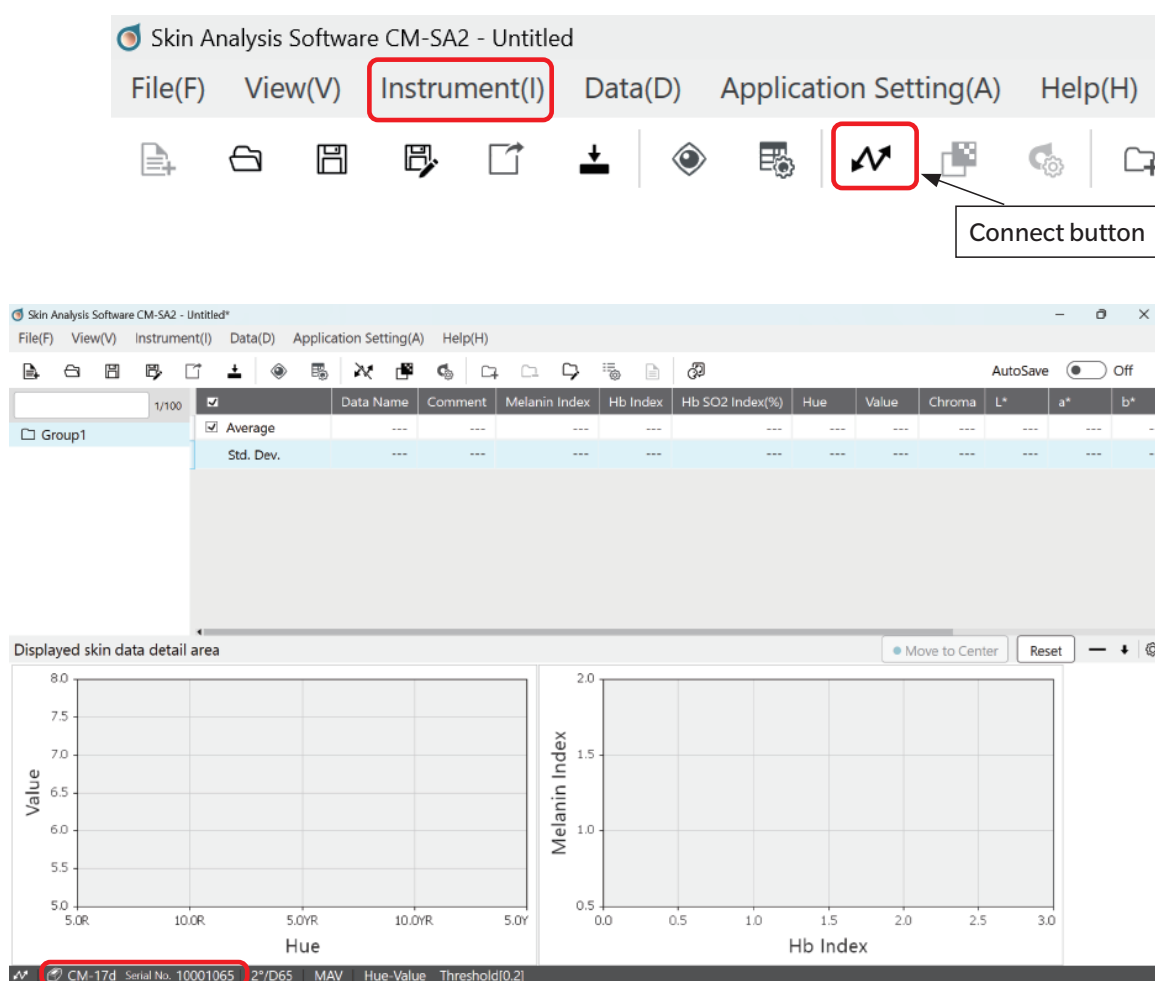 Skin Analysis Software CM-SA2 - Untitled
File(F) View(V) Instrument(I) Data(D) Application Setting(A) Help(H)
Connect button
Skin Analysis Software CM-SA2 - Untitled*
File(F) View(V) Instrument(I) Data(D) Application Setting(A) Help(H)
AutoSave Off
1/100 Data Name Comment Melanin Index Hb Index Hb SO2 Index(%) Hue Value Chroma L* a* b*
Group1
Average --- --- --- --- --- --- --- --- --- --- -
Std. Dev. --- --- --- --- --- --- --- --- --- --- -
Displayed skin data detail area
Move to Center Reset
8.0
7.5
7.0
6.5
6.0
5.5
5.0
Value
5.0R 10.0R 5.0YR 10.0YR 5.0Y
Hue
2.0
1.5
1.0
0.5
Melanin Index
0.0 0.5 1.0 1.5 2.0 2.5 3.0
Hb Index
CM-17d Serial No. 10001065 2°/D65 MAV Hue-Value Threshold[0.2]